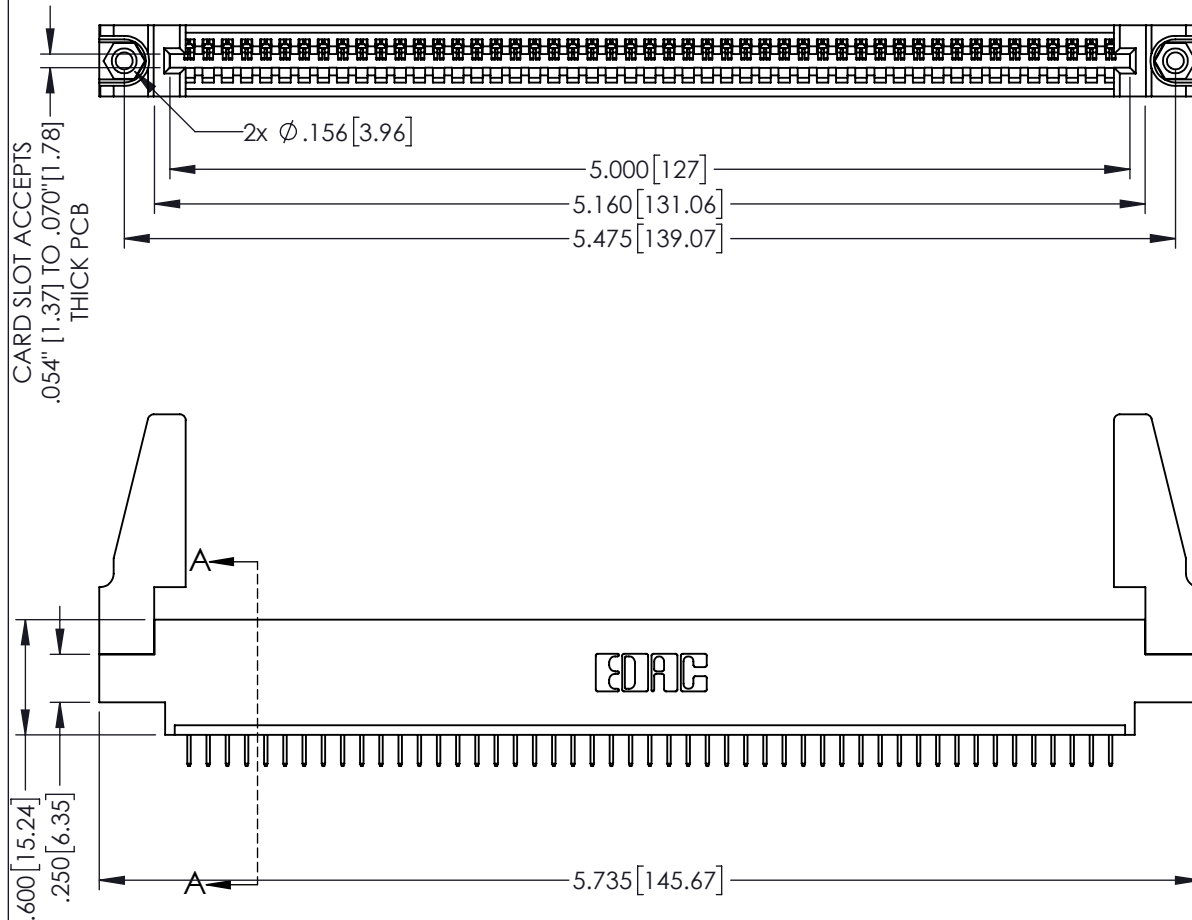 2x Ø .156[3.96]
5.000[127]
5.160[131.06]
5.475[139.07]
CARD SLOT ACCEPTS
.054" [1.37] TO .070"[1.78]
THICK PCB
A
EDAC
.600[15.24]
.250[6.35]
A
5.735[145.67]